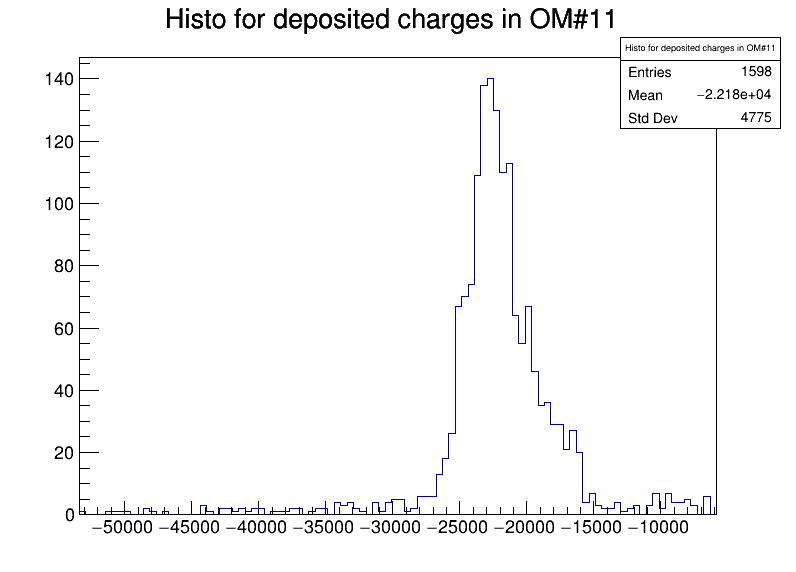 Histo for deposited charges in OM#11
Histo for deposited charges in OM#11
Entries 1598
Mean −2.218e+04
Std Dev 4775
140
120
100
80
60
40
20
0
−50000 −45000 −40000 −35000 −30000 −25000 −20000 −15000 −10000